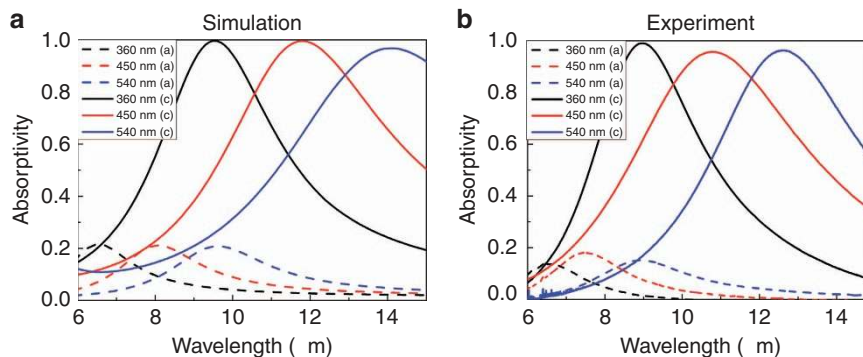 a
Simulation
Absorptivity
1.0
0.8
0.6
0.4
0.2
0.0
360 nm (a)
450 nm (a)
540 nm (a)
360 nm (c)
450 nm (c)
540 nm (c)
6 8 10 12 14
Wavelength ( m)
b
Experiment
Absorptivity
1.0
0.8
0.6
0.4
0.2
0.0
360 nm (a)
450 nm (a)
540 nm (a)
360 nm (c)
450 nm (c)
540 nm (c)
6 8 10 12 14
Wavelength ( m)